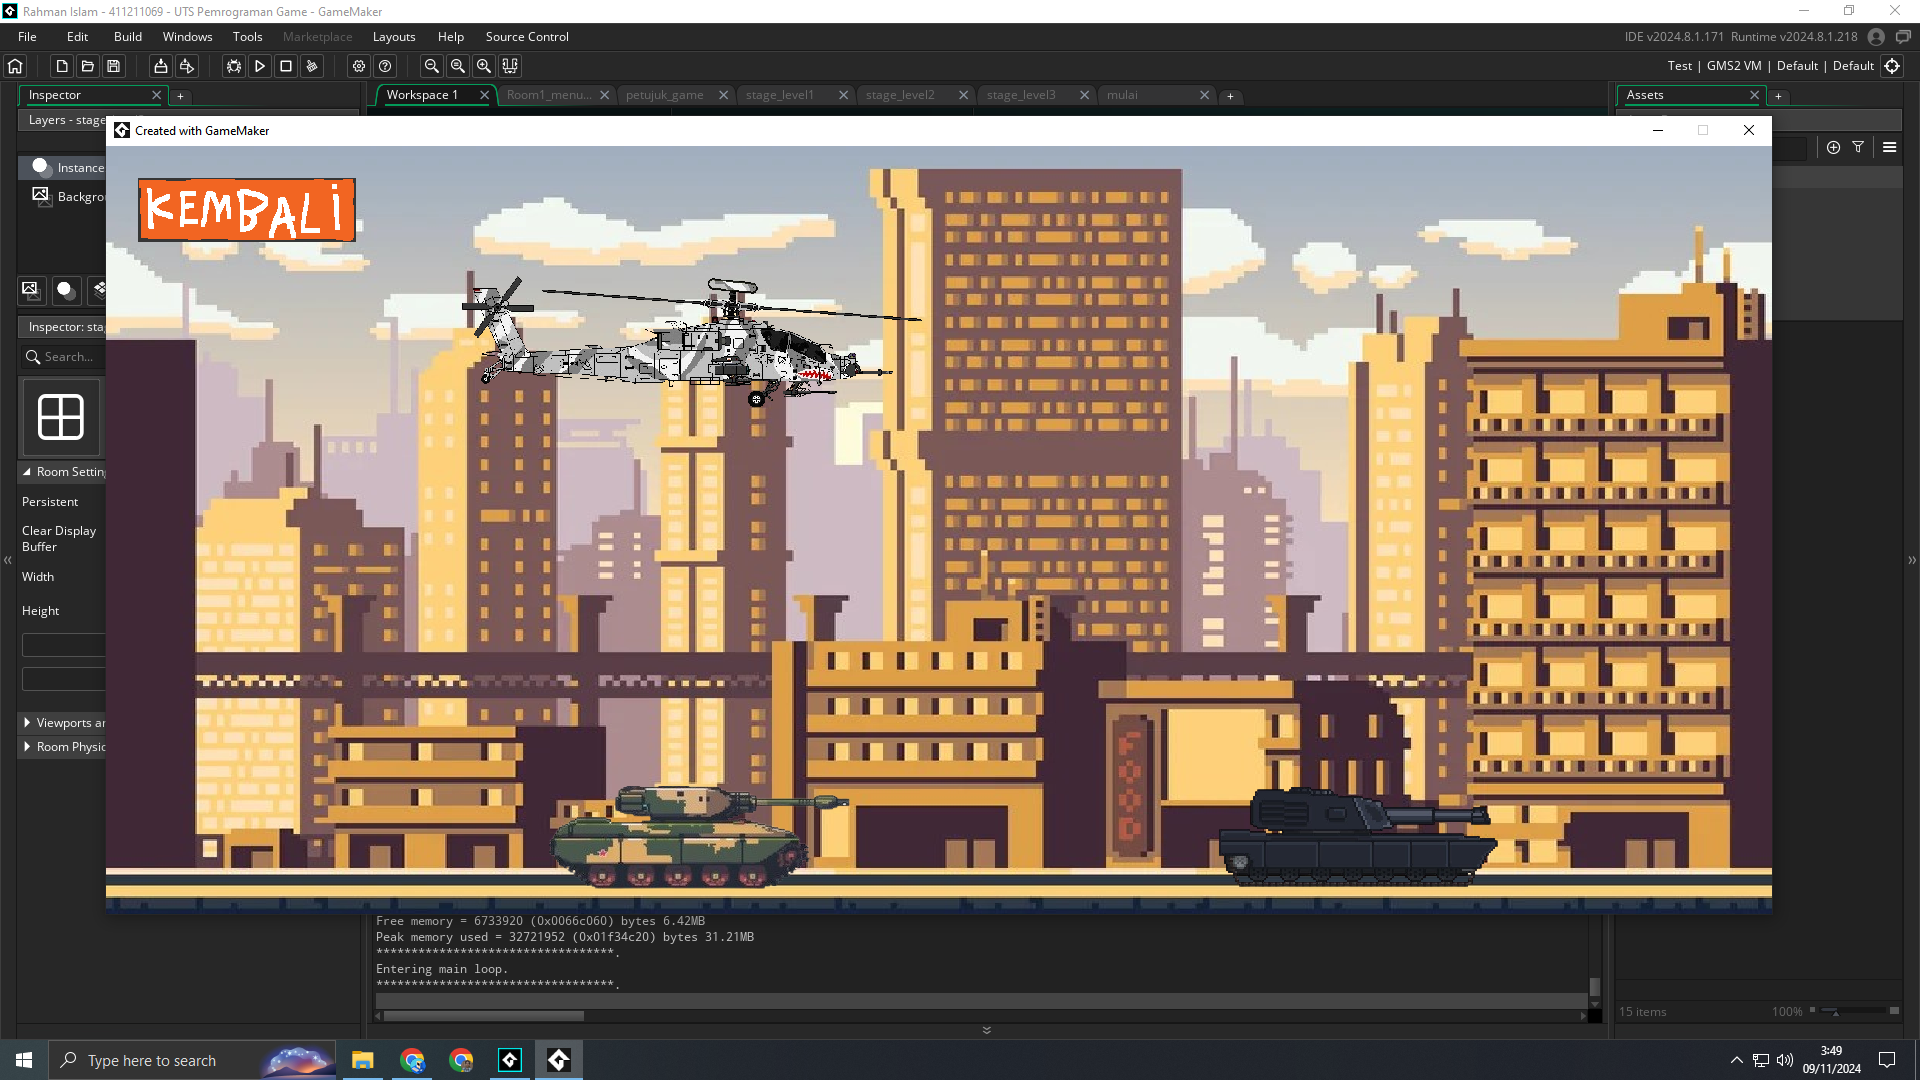 Rahman Islam - 411211069 - UTS Pemrograman Game - GameMaker
File Edit Build Windows Tools Marketplace Layouts Help Source Control
IDE v2024.8.1.171 Runtime v2024.8.1.218
Test | GMS2 VM | Default | Default
Inspector
Workspace 1
Room1_menu...
petujuk_game
stage_level1
stage_level2
stage_level3
mulai
Assets
Layers - stage
Created with GameMaker
Instance
Backgrou
KEMBALI
Inspector: sta
Search...
Room Setting
Persistent
Clear Display
Buffer
Width
Height
Viewports an
Room Physic
FOOD
Free memory = 6733920 (0x0066c060) bytes 6.42MB
Peak memory used = 32721952 (0x01f34c20) bytes 31.21MB
**********************************.
Entering main loop.
**********************************.
15 items
100%
Type here to search
3:49
09/11/2024